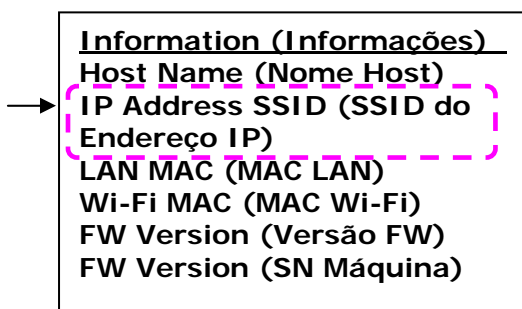 Information (Informações)
Host Name (Nome Host)
IP Address SSID (SSID do
Endereço IP)
LAN MAC (MAC LAN)
Wi-Fi MAC (MAC Wi-Fi)
FW Version (Versão FW)
FW Version (SN Máquina)